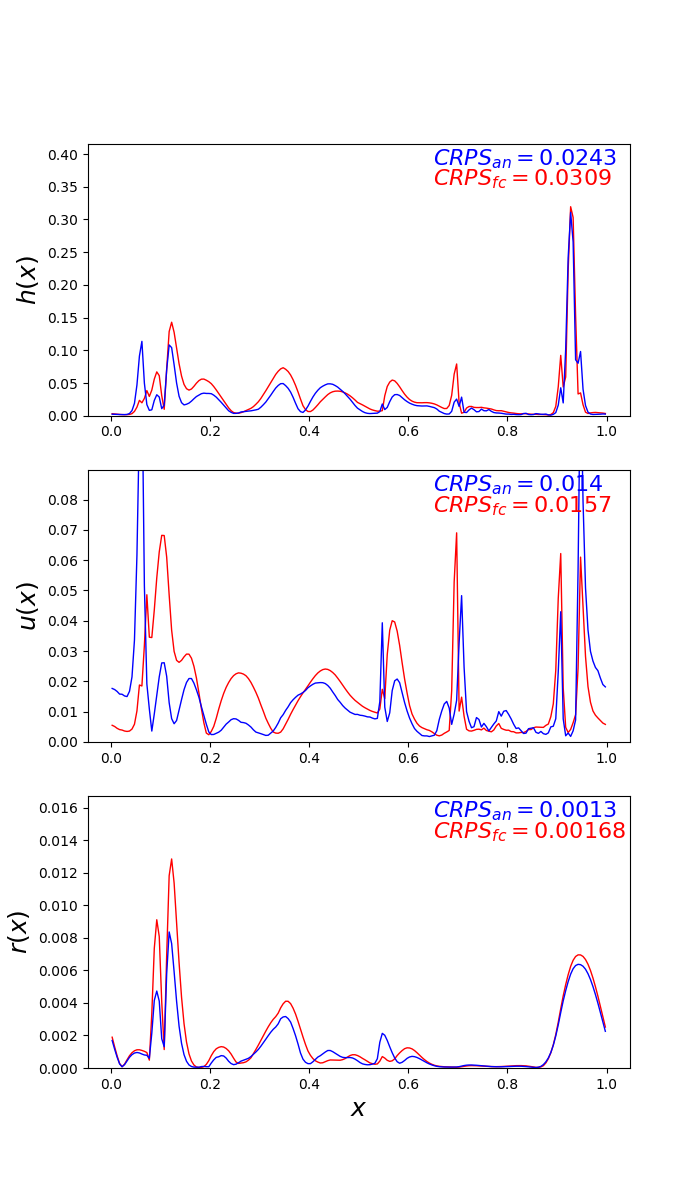 0.40
0.35
0.30
0.25
0.20
0.15
0.10
0.05
0.00
h(x)
CRPS_an = 0.0243
CRPS_fc = 0.0309
0.0 0.2 0.4 0.6 0.8 1.0
0.08
0.07
0.06
0.05
0.04
0.03
0.02
0.01
0.00
u(x)
CRPS_an = 0.014
CRPS_fc = 0.0157
0.0 0.2 0.4 0.6 0.8 1.0
0.016
0.014
0.012
0.010
0.008
0.006
0.004
0.002
0.000
r(x)
CRPS_an = 0.0013
CRPS_fc = 0.00168
0.0 0.2 0.4 0.6 0.8 1.0
x